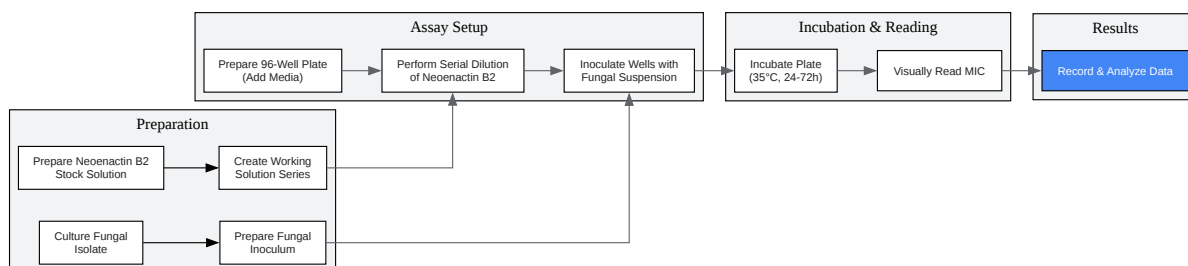 Assay Setup
Prepare 96-Well Plate
(Add Media)
Perform Serial Dilution
of Neoenactin B2
Inoculate Wells with
Fungal Suspension
Incubation & Reading
Incubate Plate
(35°C, 24-72h)
Visually Read MIC
Results
Record & Analyze Data
Preparation
Prepare Neoenactin B2
Stock Solution
Create Working
Solution Series
Culture Fungal
Isolate
Prepare Fungal
Inoculum